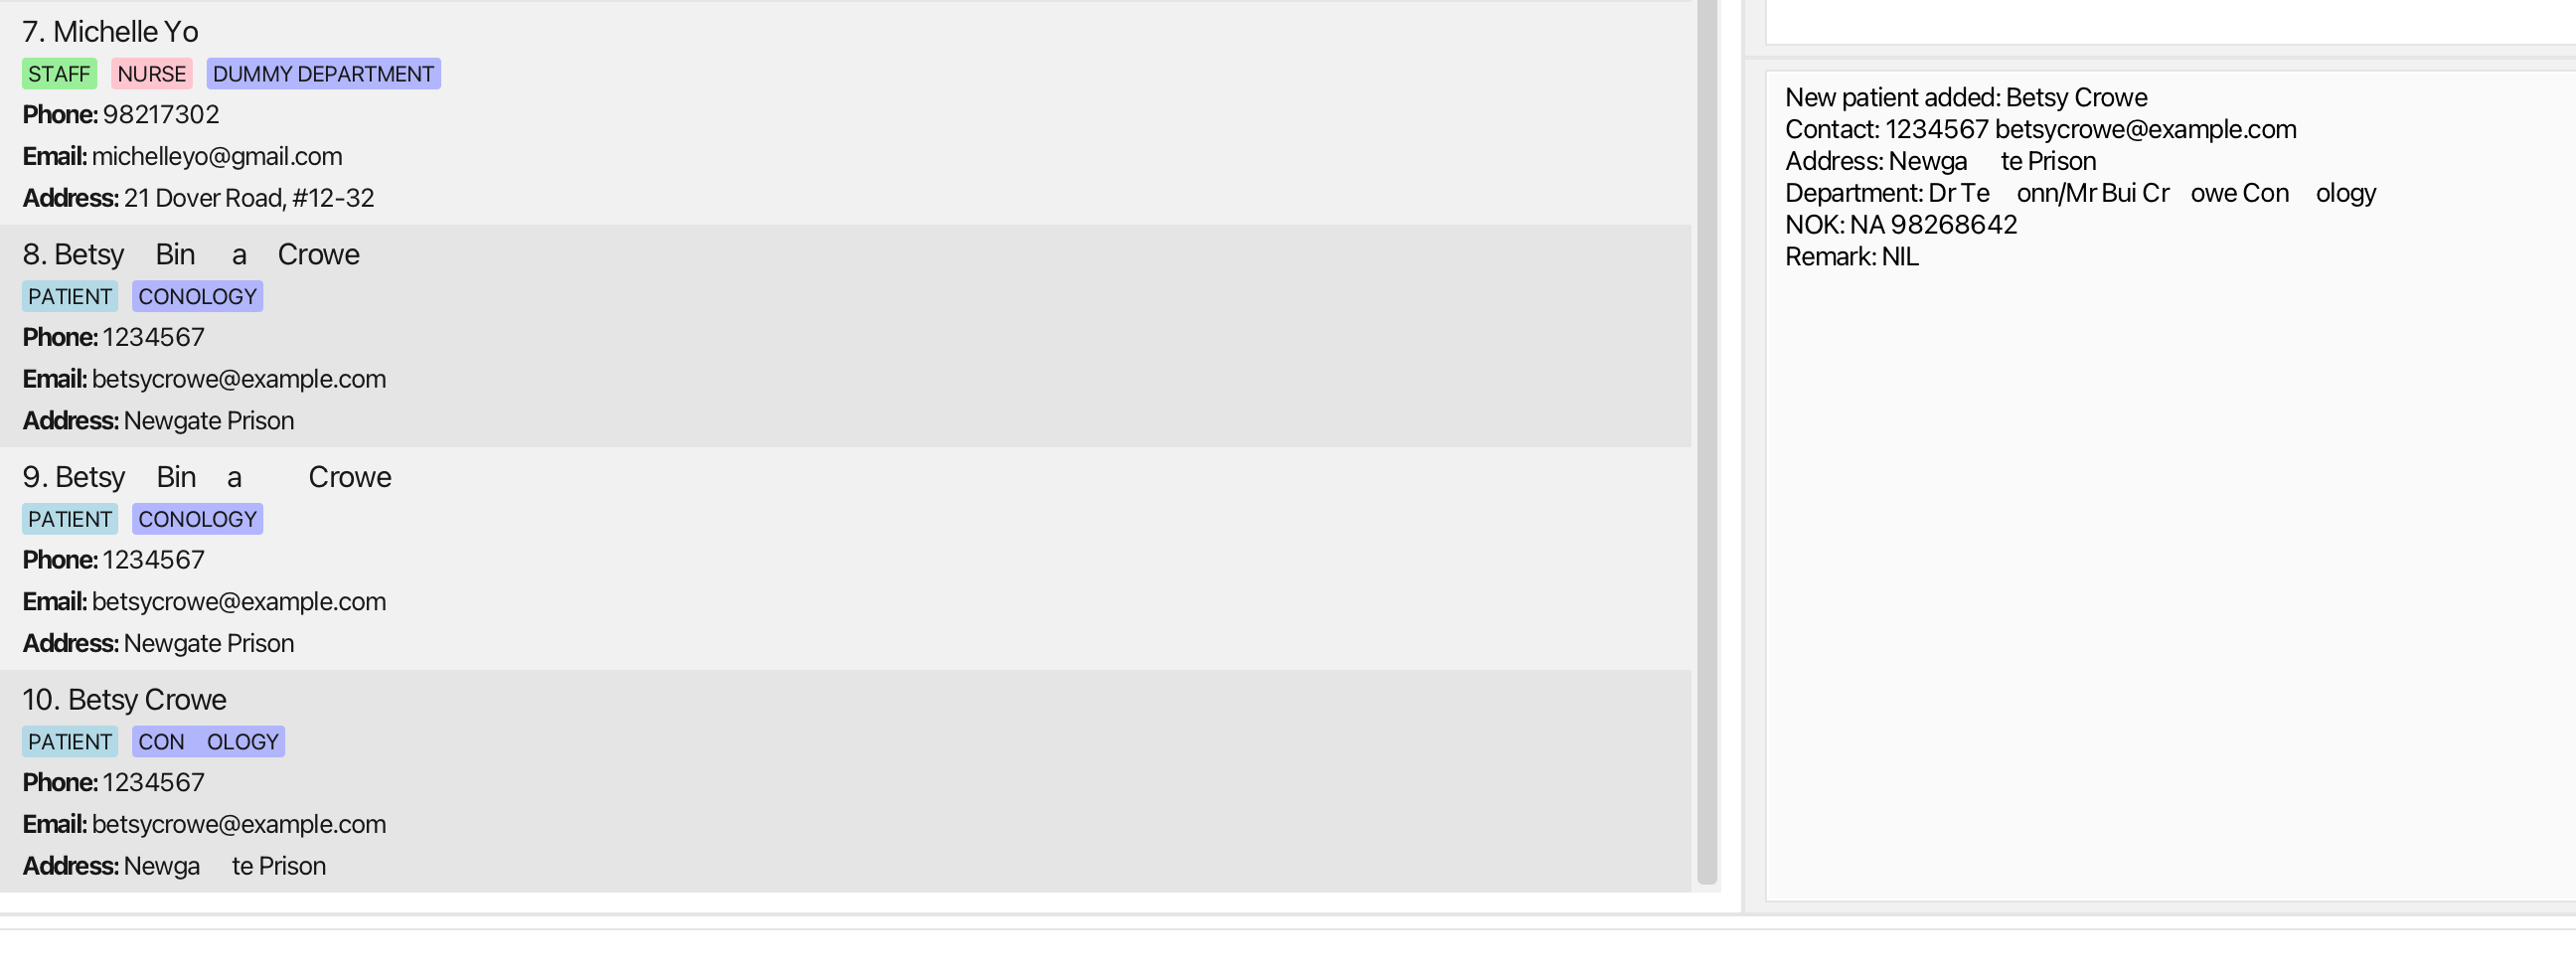 7. Michelle Yo
STAFF NURSE DUMMY DEPARTMENT
Phone: 98217302
Email: michelleyo@gmail.com
Address: 21 Dover Road, #12-32
8. Betsy    Bin     a    Crowe
PATIENT CONOLOGY
Phone: 1234567
Email: betsycrowe@example.com
Address: Newgate Prison
9. Betsy    Bin    a         Crowe
PATIENT CONOLOGY
Phone: 1234567
Email: betsycrowe@example.com
Address: Newgate Prison
10. Betsy Crowe
PATIENT CON    OLOGY
Phone: 1234567
Email: betsycrowe@example.com
Address: Newga     te Prison
New patient added: Betsy Crowe
Contact: 1234567 betsycrowe@example.com
Address: Newga     te Prison
Department: Dr Te    onn/Mr Bui Cr   owe Con    ology
NOK: NA 98268642
Remark: NIL